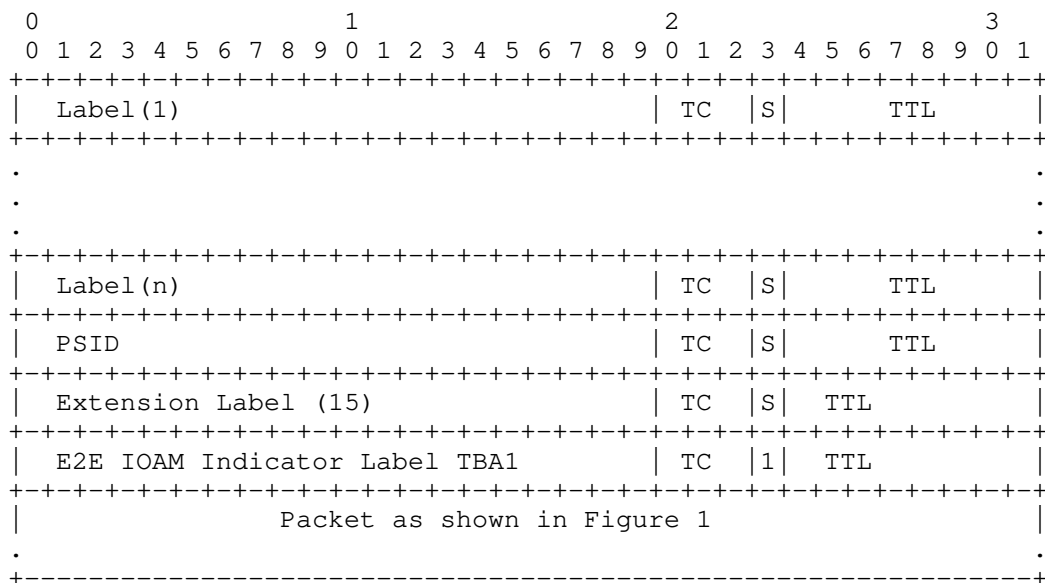 0                   1                   2                   3
0 1 2 3 4 5 6 7 8 9 0 1 2 3 4 5 6 7 8 9 0 1 2 3 4 5 6 7 8 9 0 1
+-+-+-+-+-+-+-+-+-+-+-+-+-+-+-+-+-+-+-+-+-+-+-+-+-+-+-+-+-+-+-+-+
|  Label(1)                             | TC  |S|      TTL      |
+-+-+-+-+-+-+-+-+-+-+-+-+-+-+-+-+-+-+-+-+-+-+-+-+-+-+-+-+-+-+-+-+
.                                                               .
.                                                               .
.                                                               .
+-+-+-+-+-+-+-+-+-+-+-+-+-+-+-+-+-+-+-+-+-+-+-+-+-+-+-+-+-+-+-+-+
|  Label(n)                             | TC  |S|      TTL      |
+-+-+-+-+-+-+-+-+-+-+-+-+-+-+-+-+-+-+-+-+-+-+-+-+-+-+-+-+-+-+-+-+
|  PSID                                 | TC  |S|      TTL      |
+-+-+-+-+-+-+-+-+-+-+-+-+-+-+-+-+-+-+-+-+-+-+-+-+-+-+-+-+-+-+-+-+
|  Extension Label (15)                 | TC  |S|  TTL          |
+-+-+-+-+-+-+-+-+-+-+-+-+-+-+-+-+-+-+-+-+-+-+-+-+-+-+-+-+-+-+-+-+
|  E2E IOAM Indicator Label TBA1        | TC  |1|  TTL          |
+-+-+-+-+-+-+-+-+-+-+-+-+-+-+-+-+-+-+-+-+-+-+-+-+-+-+-+-+-+-+-+-+
|                Packet as shown in Figure 1                    |
.                                                               .
+---------------------------------------------------------------+